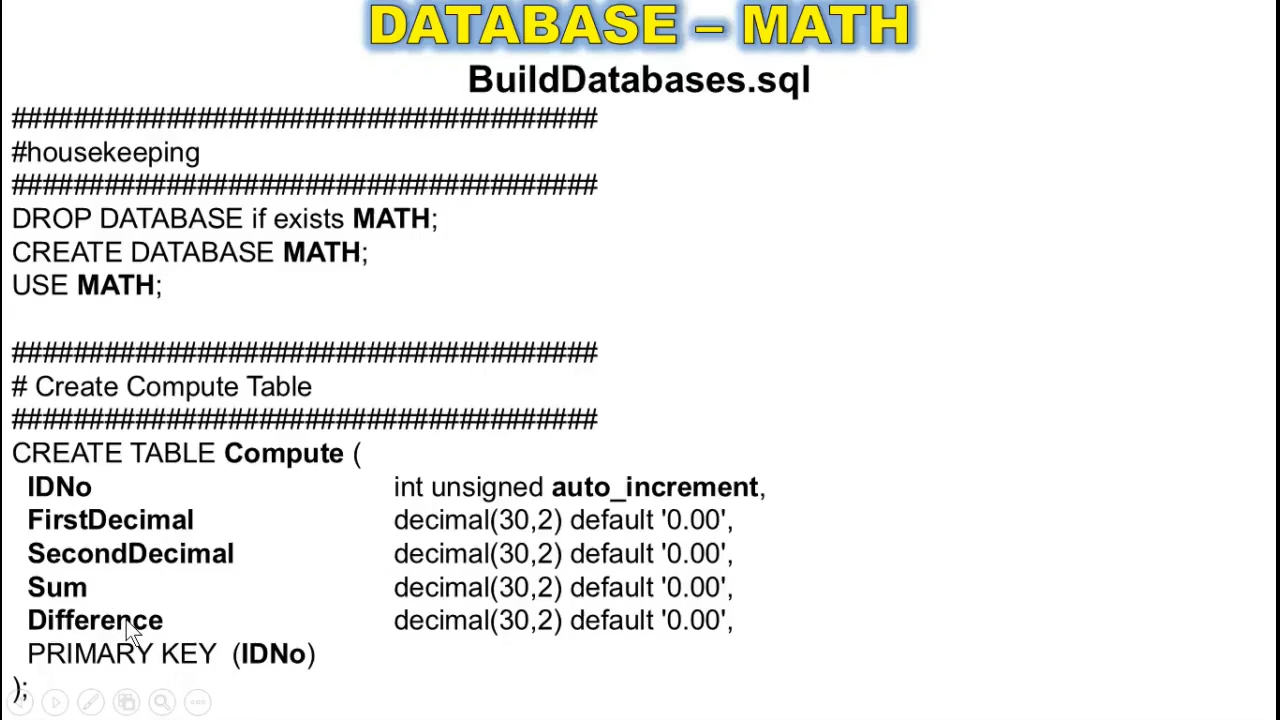 DATABASE – MATH
BuildDatabases.sql
######################################
#housekeeping
######################################
DROP DATABASE if exists MATH;
CREATE DATABASE MATH;
USE MATH;
######################################
# Create Compute Table
######################################
CREATE TABLE Compute (
IDNo int unsigned auto_increment,
FirstDecimal decimal(30,2) default '0.00',
SecondDecimal decimal(30,2) default '0.00',
Sum decimal(30,2) default '0.00',
Difference decimal(30,2) default '0.00',
PRIMARY KEY (IDNo)
);